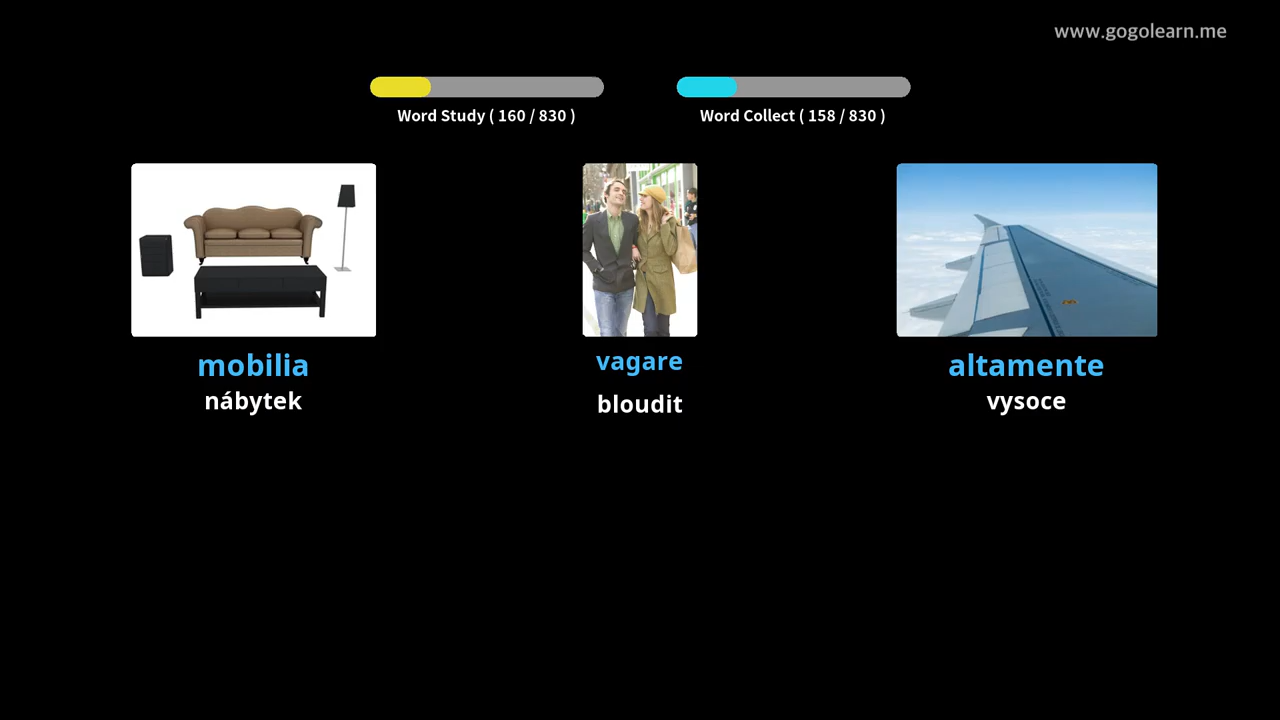 www.gogolearn.me
Word Study ( 160 / 830 )
Word Collect ( 158 / 830 )
mobilia
nábytek
vagare
bloudit
altamente
vysoce